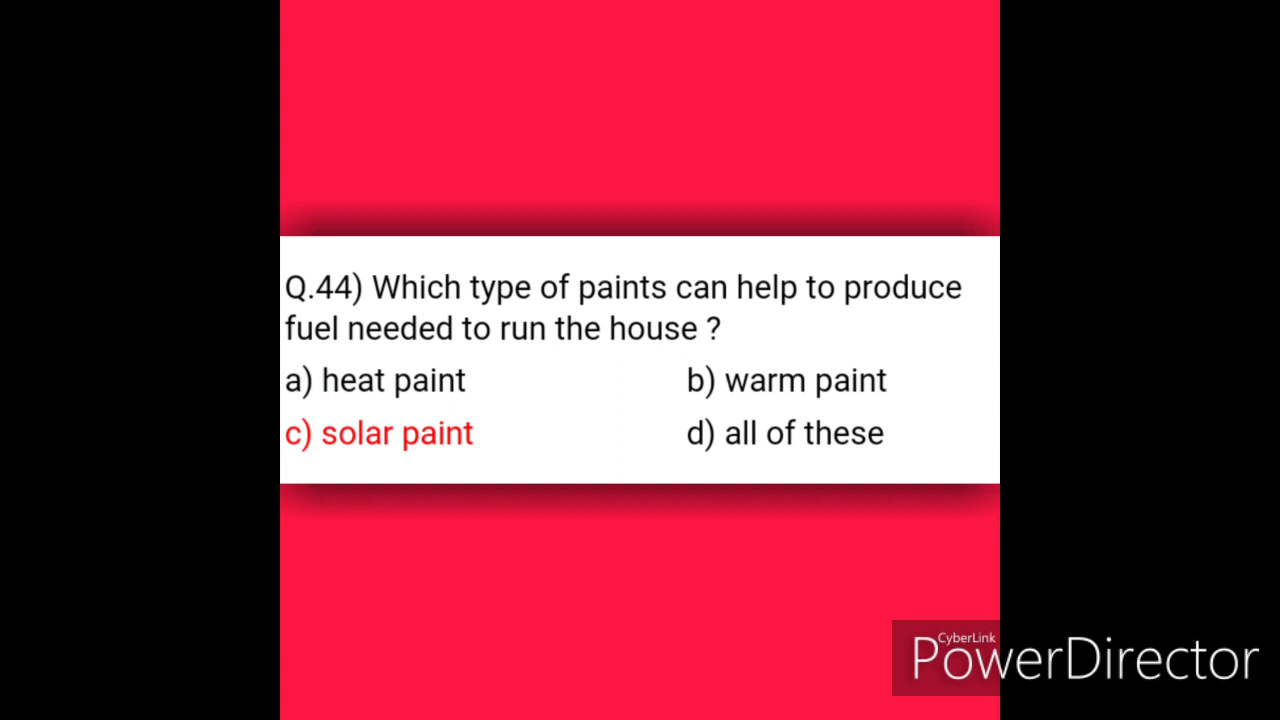 Q.44) Which type of paints can help to produce
fuel needed to run the house ?
a) heat paint b) warm paint
c) solar paint d) all of these
CyberLink
PowerDirector